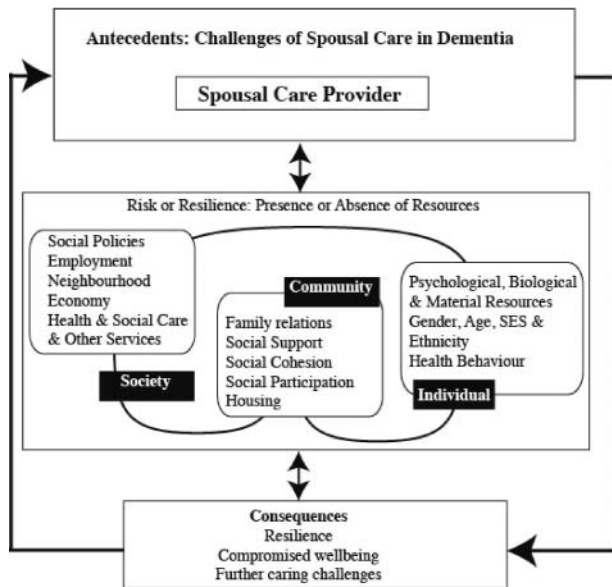 Antecedents: Challenges of Spousal Care in Dementia
Spousal Care Provider
Risk or Resilience: Presence or Absence of Resources
Social Policies
Employment
Neighbourhood
Economy
Health & Social Care
& Other Services
Society
Community
Family relations
Social Support
Social Cohesion
Social Participation
Housing
Psychological, Biological
& Material Resources
Gender, Age, SES &
Ethnicity
Health Behaviour
Individual
Consequences
Resilience
Compromised wellbeing
Further caring challenges